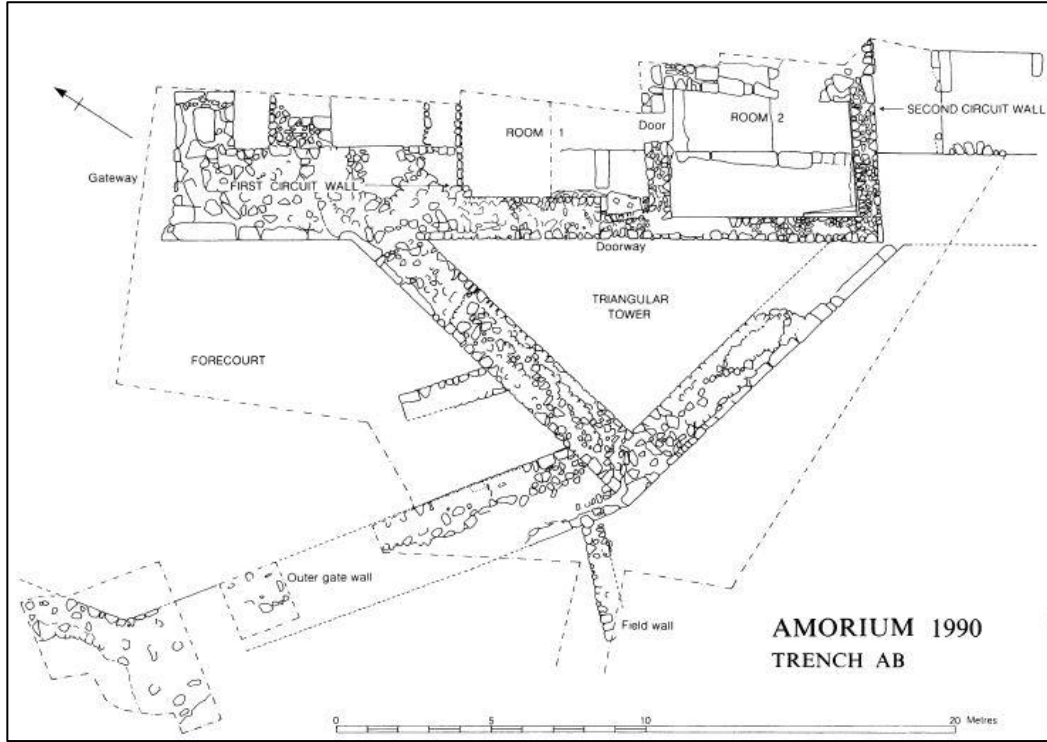 ROOM 1
Door
ROOM 2
SECOND CIRCUIT WALL
Gateway
FIRST CIRCUIT WALL
Doorway
TRIANGULAR
TOWER
FORECOURT
Outer gate wall
Field wall
AMORIUM 1990
TRENCH AB
0 5 10 20 Metres